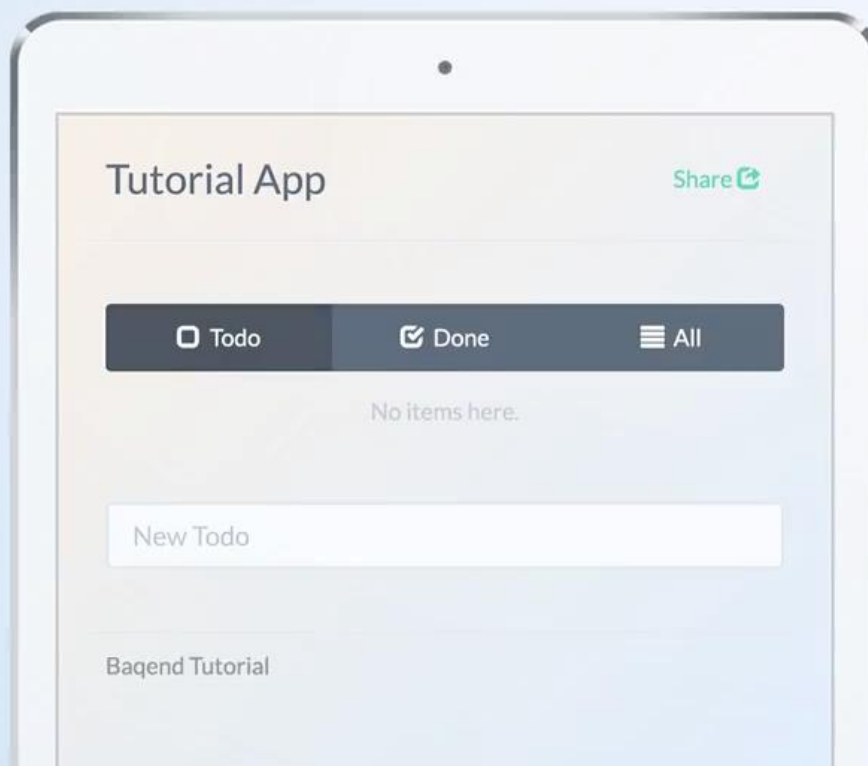 Tutorial App Share
Todo Done All
No items here.
New Todo
Baqend Tutorial